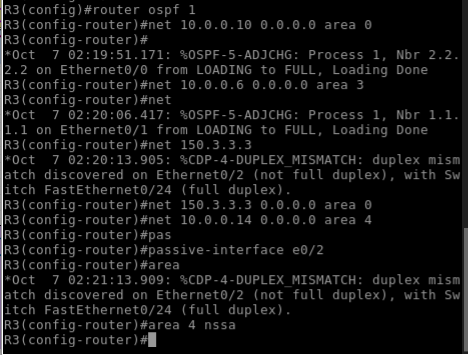 R3(config)#router ospf 1
R3(config-router)#net 10.0.0.10 0.0.0.0 area 0
R3(config-router)#
*Oct  7 02:19:51.171: %OSPF-5-ADJCHG: Process 1, Nbr 2.2.
2.2 on Ethernet0/0 from LOADING to FULL, Loading Done
R3(config-router)#net 10.0.0.6 0.0.0.0 area 3
R3(config-router)#net
*Oct  7 02:20:06.417: %OSPF-5-ADJCHG: Process 1, Nbr 1.1.
1.1 on Ethernet0/1 from LOADING to FULL, Loading Done
R3(config-router)#net 150.3.3.3
*Oct  7 02:20:13.905: %CDP-4-DUPLEX_MISMATCH: duplex mism
atch discovered on Ethernet0/2 (not full duplex), with Sw
itch FastEthernet0/24 (full duplex).
R3(config-router)#net 150.3.3.3 0.0.0.0 area 0
R3(config-router)#net 10.0.0.14 0.0.0.0 area 4
R3(config-router)#pas
R3(config-router)#passive-interface e0/2
R3(config-router)#area
*Oct  7 02:21:13.909: %CDP-4-DUPLEX_MISMATCH: duplex mism
atch discovered on Ethernet0/2 (not full duplex), with Sw
itch FastEthernet0/24 (full duplex).
R3(config-router)#area 4 nssa
R3(config-router)#